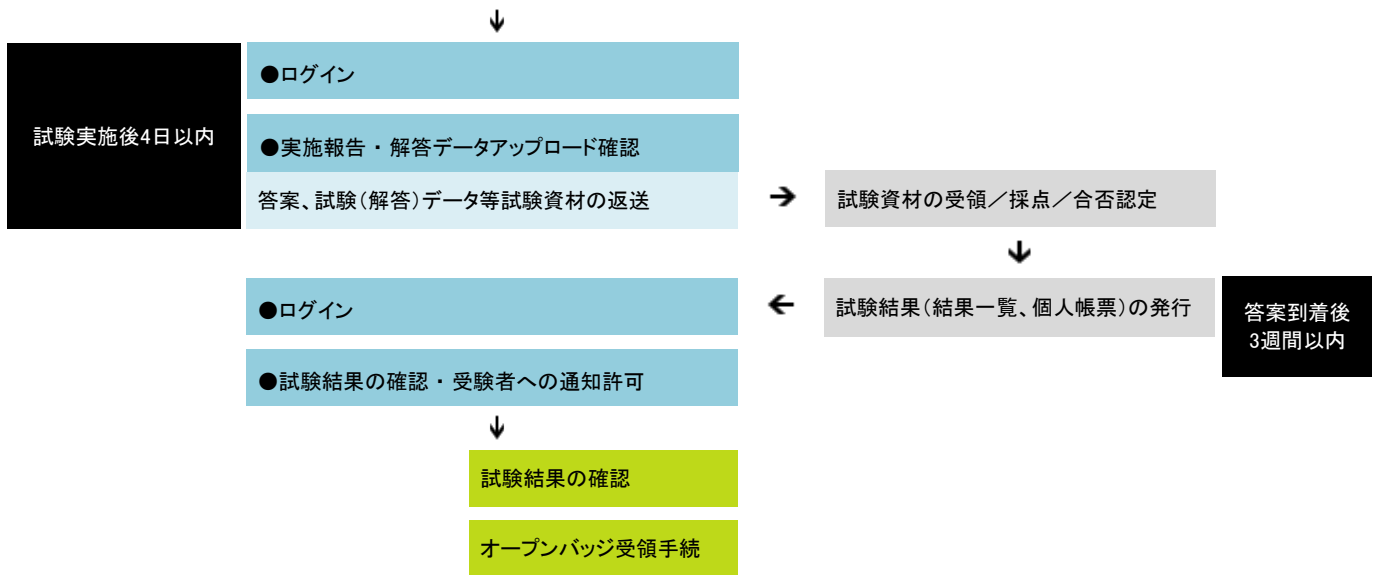 ●ログイン
試験実施後4日以内
●実施報告・解答データアップロード確認
答案、試験(解答)データ等試験資材の返送
試験資材の受領／採点／合否認定
●ログイン
試験結果(結果一覧、個人帳票)の発行
答案到着後
3週間以内
●試験結果の確認・受験者への通知許可
試験結果の確認
オープンバッジ受領手続